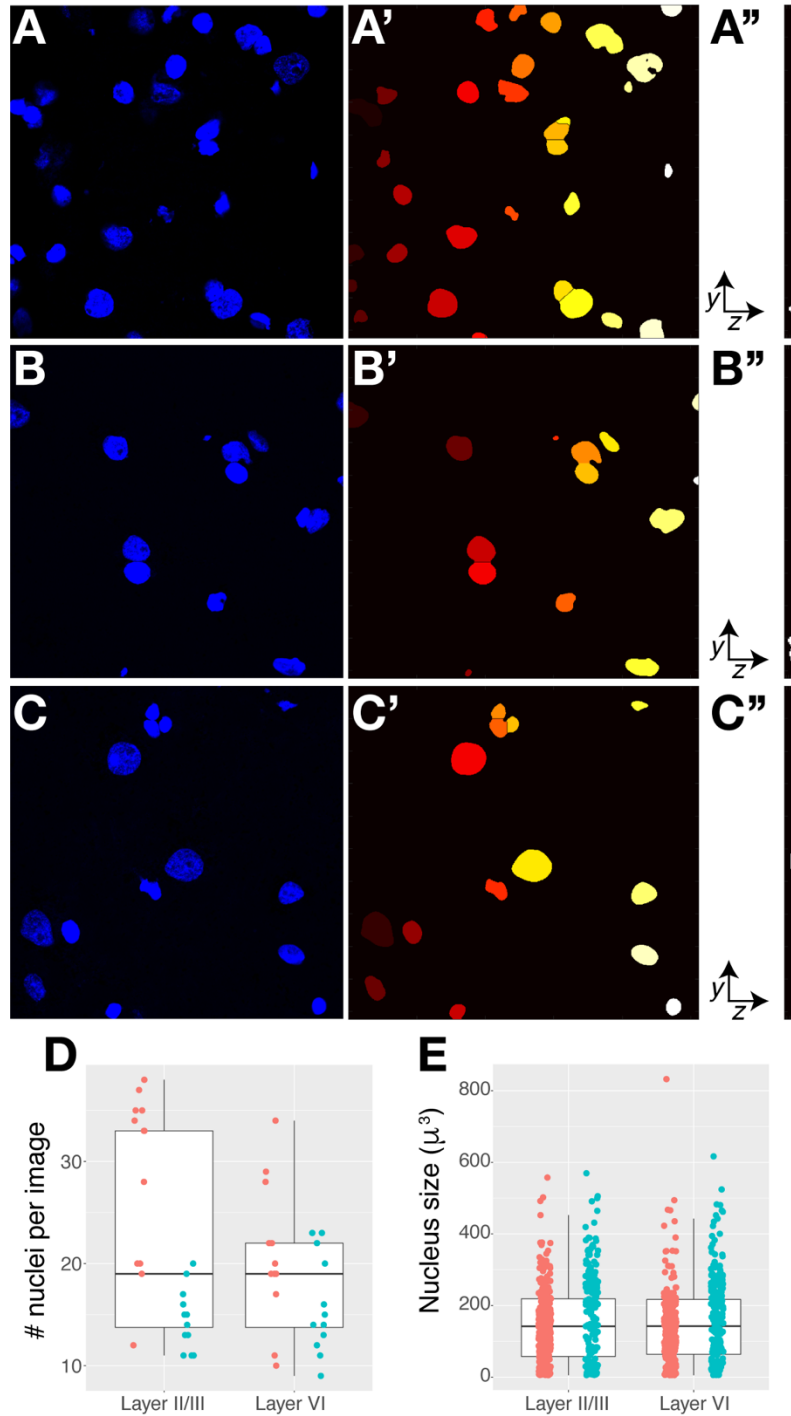 A A’ A”
y
z
B B’ B”
y
z
C C’ C”
y
z
D E
# nuclei per image
30
20
10
Layer II/III Layer VI
Nucleus size (μ³)
800
600
400
200
0
Layer II/III Layer VI